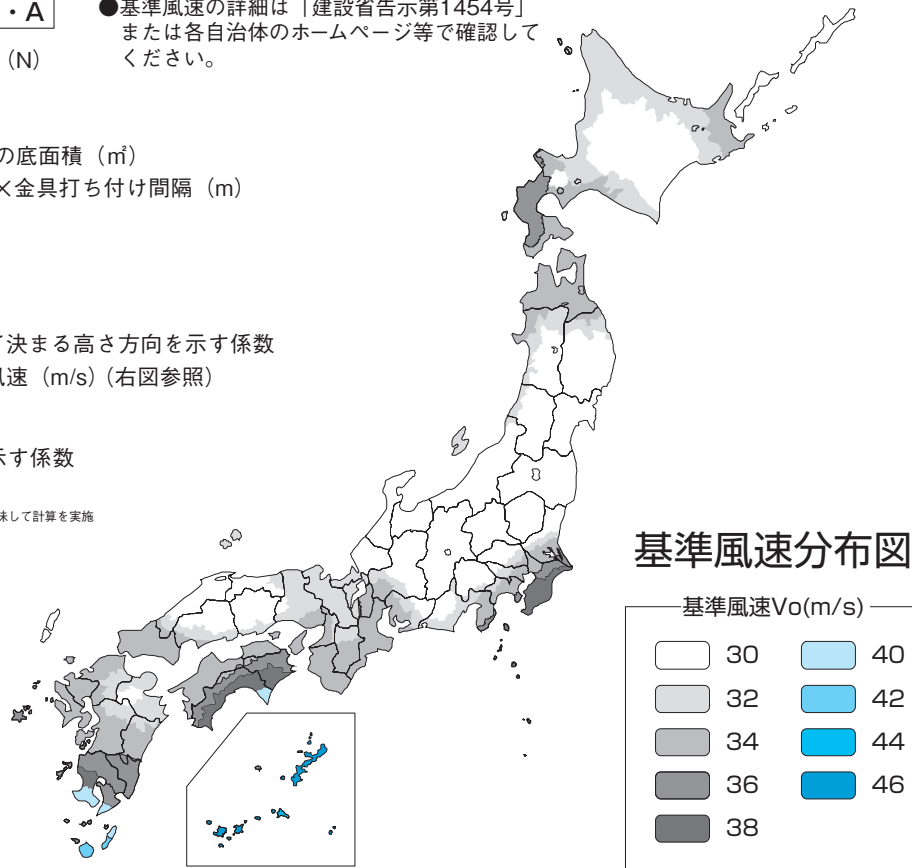 ・A
(N)
の底面積（㎡）
×金具打ち付け間隔（m）
て決まる高さ方向を示す係数
風速（m/s）（右図参照）
示す係数
味して計算を実施
●基準風速の詳細は「建設省告示第1454号」
または各自治体のホームページ等で確認して
ください。
基準風速分布図
基準風速Vo(m/s)
30
32
34
36
38
40
42
44
46